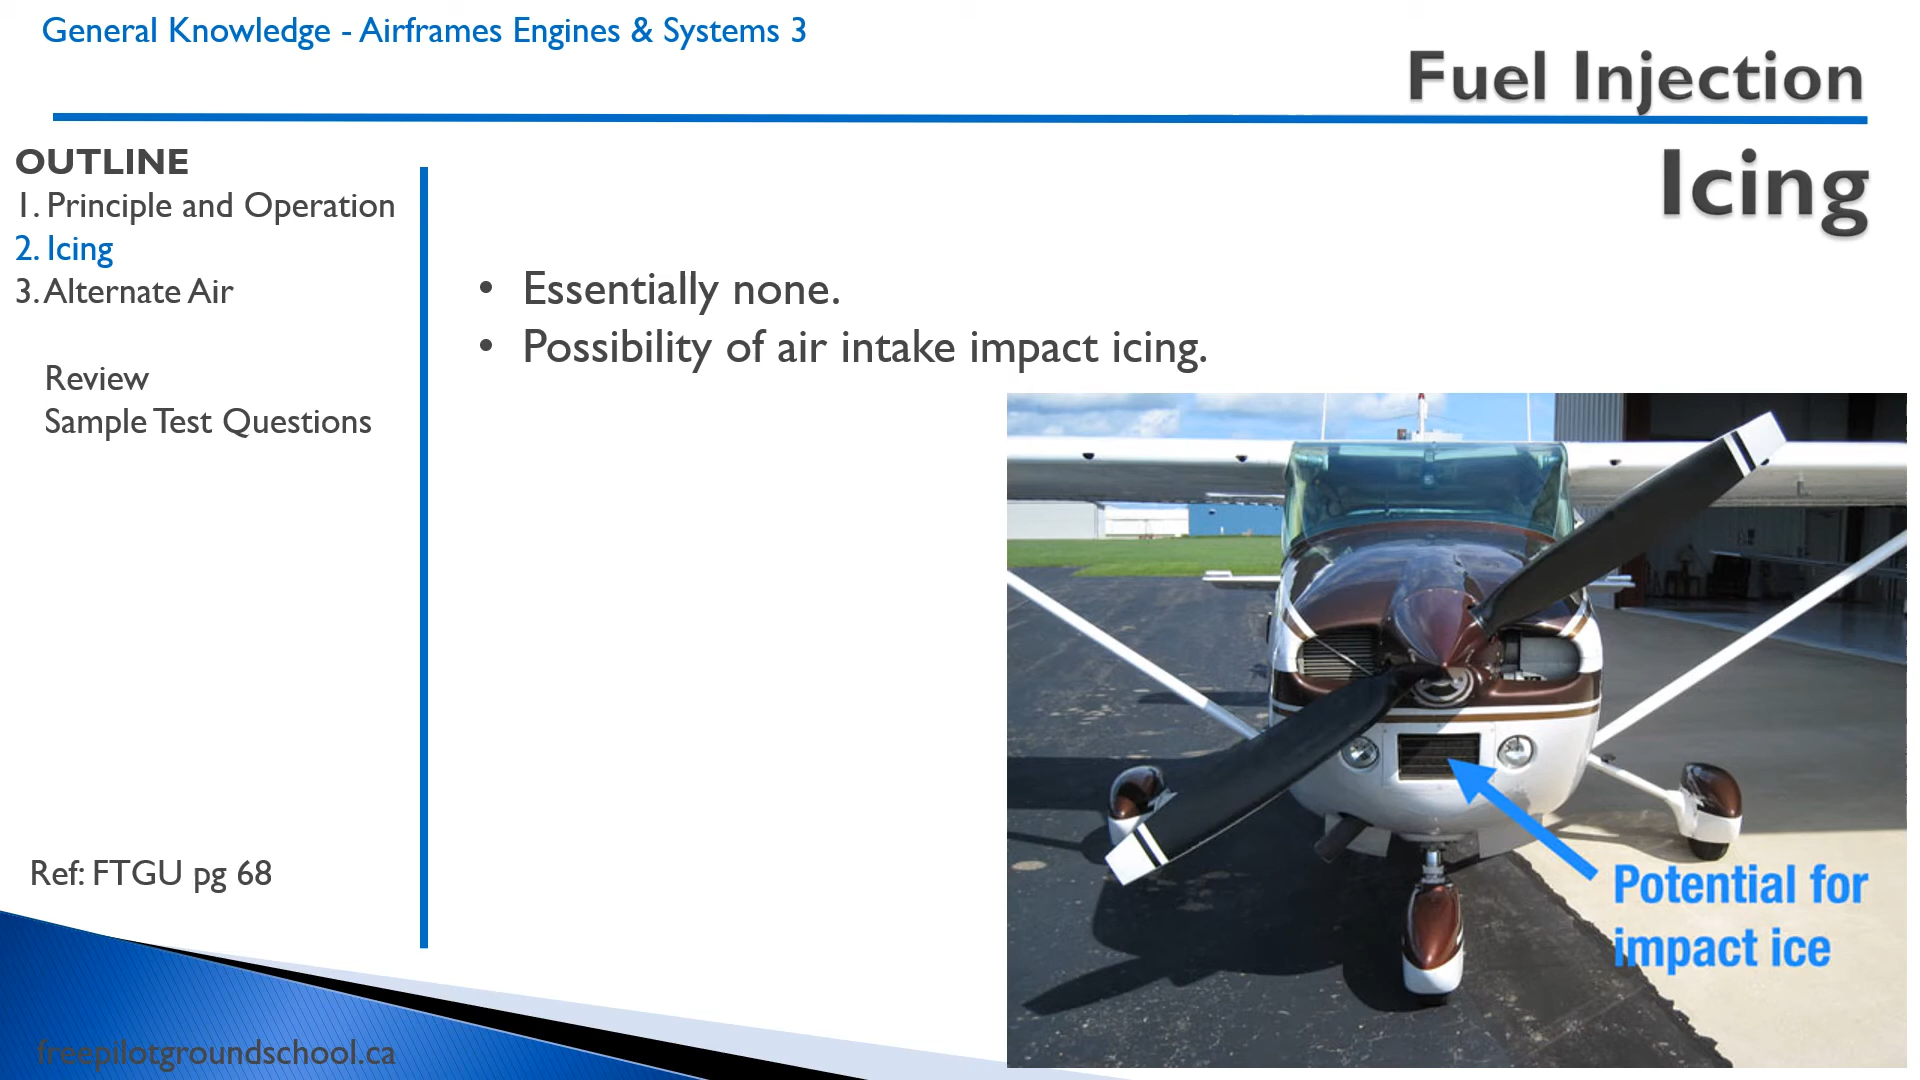 General Knowledge - Airframes Engines & Systems 3
Fuel Injection
Icing
OUTLINE
1. Principle and Operation
2. Icing
3. Alternate Air
Review
Sample Test Questions
• Essentially none.
• Possibility of air intake impact icing.
Potential for
impact ice
Ref: FTGU pg 68
freepilotgroundschool.ca